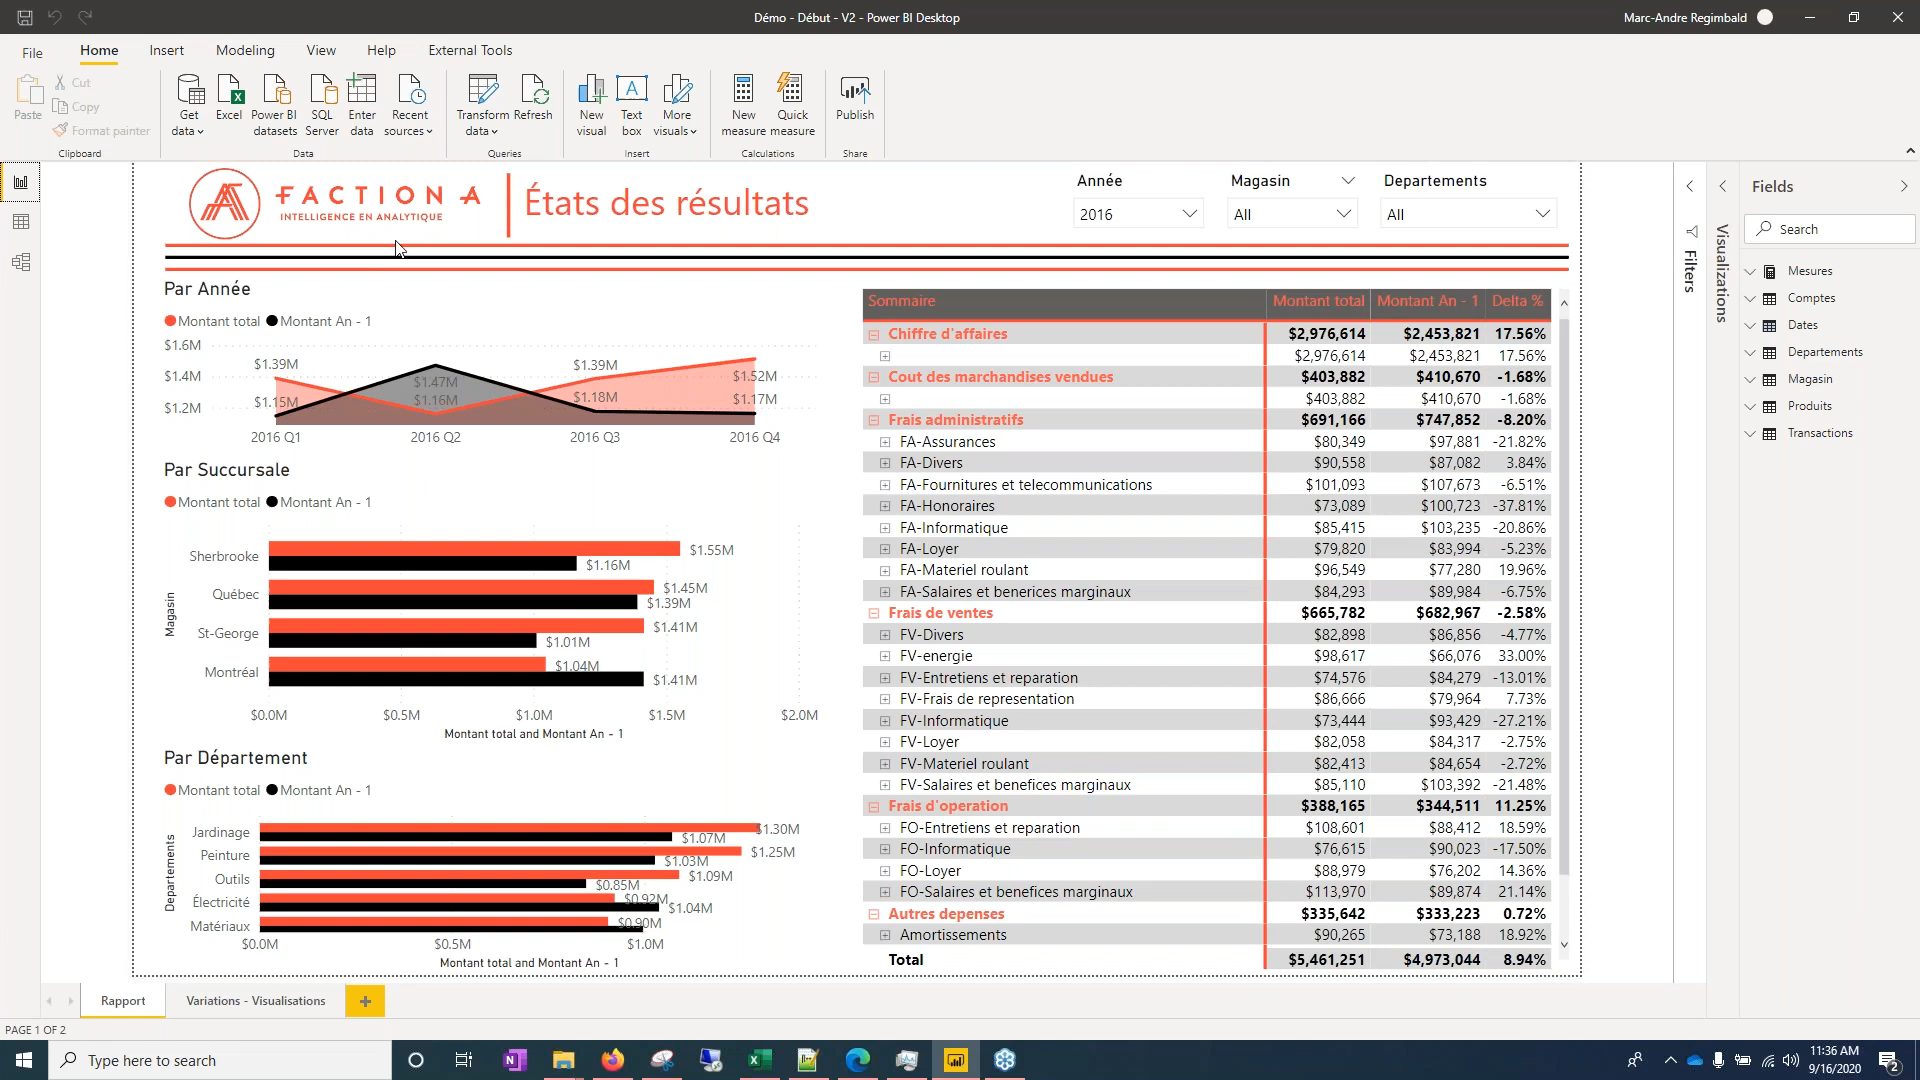 Démo - Début - V2 - Power BI Desktop
Marc-Andre Regimbald
File Home Insert Modeling View Help External Tools
Paste
Cut
Copy
Format painter
Get data
Excel
Power BI datasets
SQL Server
Enter data
Recent sources
Transform data
Refresh
New visual
Text box
More visuals
New measure
Quick measure
Publish
Clipboard
Data
Queries
Insert
Calculations
Share
FACTION A
INTELLIGENCE EN ANALYTIQUE
États des résultats
Année
2016
Magasin
All
Departements
All
Par Année
Montant total Montant An - 1
$1.6M
$1.4M
$1.2M
$1.39M
$1.15M
$1.47M
$1.16M
$1.39M
$1.18M
$1.52M
$1.17M
2016 Q1 2016 Q2 2016 Q3 2016 Q4
Par Succursale
Montant total Montant An - 1
Magasin
Sherbrooke $1.55M
$1.16M
Québec $1.45M
$1.39M
St-George $1.41M
$1.01M
Montréal $1.04M
$1.41M
$0.0M $0.5M $1.0M $1.5M $2.0M
Montant total and Montant An - 1
Par Département
Montant total Montant An - 1
Departements
Jardinage $1.30M
$1.07M
Peinture $1.25M
$1.03M
Outils $1.09M
$0.85M
Électricité $0.92M
$1.04M
Matériaux $0.90M
$0.0M $0.5M $1.0M
Montant total and Montant An - 1
Sommaire Montant total Montant An - 1 Delta %
Chiffre d'affaires $2,976,614 $2,453,821 17.56%
$2,976,614 $2,453,821 17.56%
Cout des marchandises vendues $403,882 $410,670 -1.68%
$403,882 $410,670 -1.68%
Frais administratifs $691,166 $747,852 -8.20%
FA-Assurances $80,349 $97,881 -21.82%
FA-Divers $90,558 $87,082 3.84%
FA-Fournitures et telecommunications $101,093 $107,673 -6.51%
FA-Honoraires $73,089 $100,723 -37.81%
FA-Informatique $85,415 $103,235 -20.86%
FA-Loyer $79,820 $83,994 -5.23%
FA-Materiel roulant $96,549 $77,280 19.96%
FA-Salaires et benerices marginaux $84,293 $89,984 -6.75%
Frais de ventes $665,782 $682,967 -2.58%
FV-Divers $82,898 $86,856 -4.77%
FV-energie $98,617 $66,076 33.00%
FV-Entretiens et reparation $74,576 $84,279 -13.01%
FV-Frais de representation $86,666 $79,964 7.73%
FV-Informatique $73,444 $93,429 -27.21%
FV-Loyer $82,058 $84,317 -2.75%
FV-Materiel roulant $82,413 $84,654 -2.72%
FV-Salaires et benefices marginaux $85,110 $103,392 -21.48%
Frais d'operation $388,165 $344,511 11.25%
FO-Entretiens et reparation $108,601 $88,412 18.59%
FO-Informatique $76,615 $90,023 -17.50%
FO-Loyer $88,979 $76,202 14.36%
FO-Salaires et benefices marginaux $113,970 $89,874 21.14%
Autres depenses $335,642 $333,223 0.72%
Amortissements $90,265 $73,188 18.92%
Total $5,461,251 $4,973,044 8.94%
Filters
Visualizations
Fields
Search
Mesures
Comptes
Dates
Departements
Magasin
Produits
Transactions
Rapport Variations - Visualisations
PAGE 1 OF 2
Type here to search
11:36 AM
9/16/2020
2